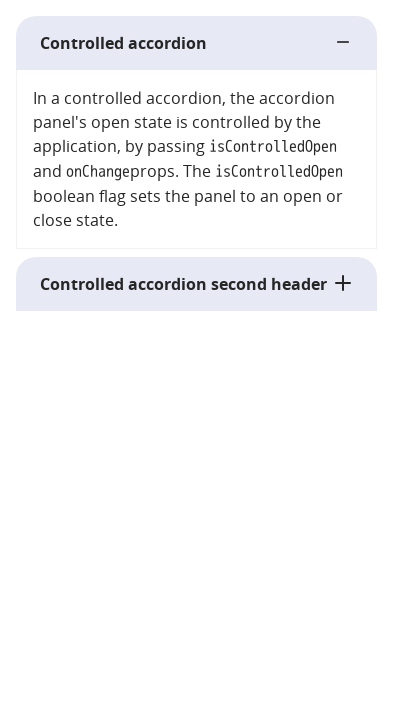 Controlled accordion
In a controlled accordion, the accordion
panel's open state is controlled by the
application, by passing isControlledOpen
and onChangeprops. The isControlledOpen
boolean flag sets the panel to an open or
close state.
Controlled accordion second header